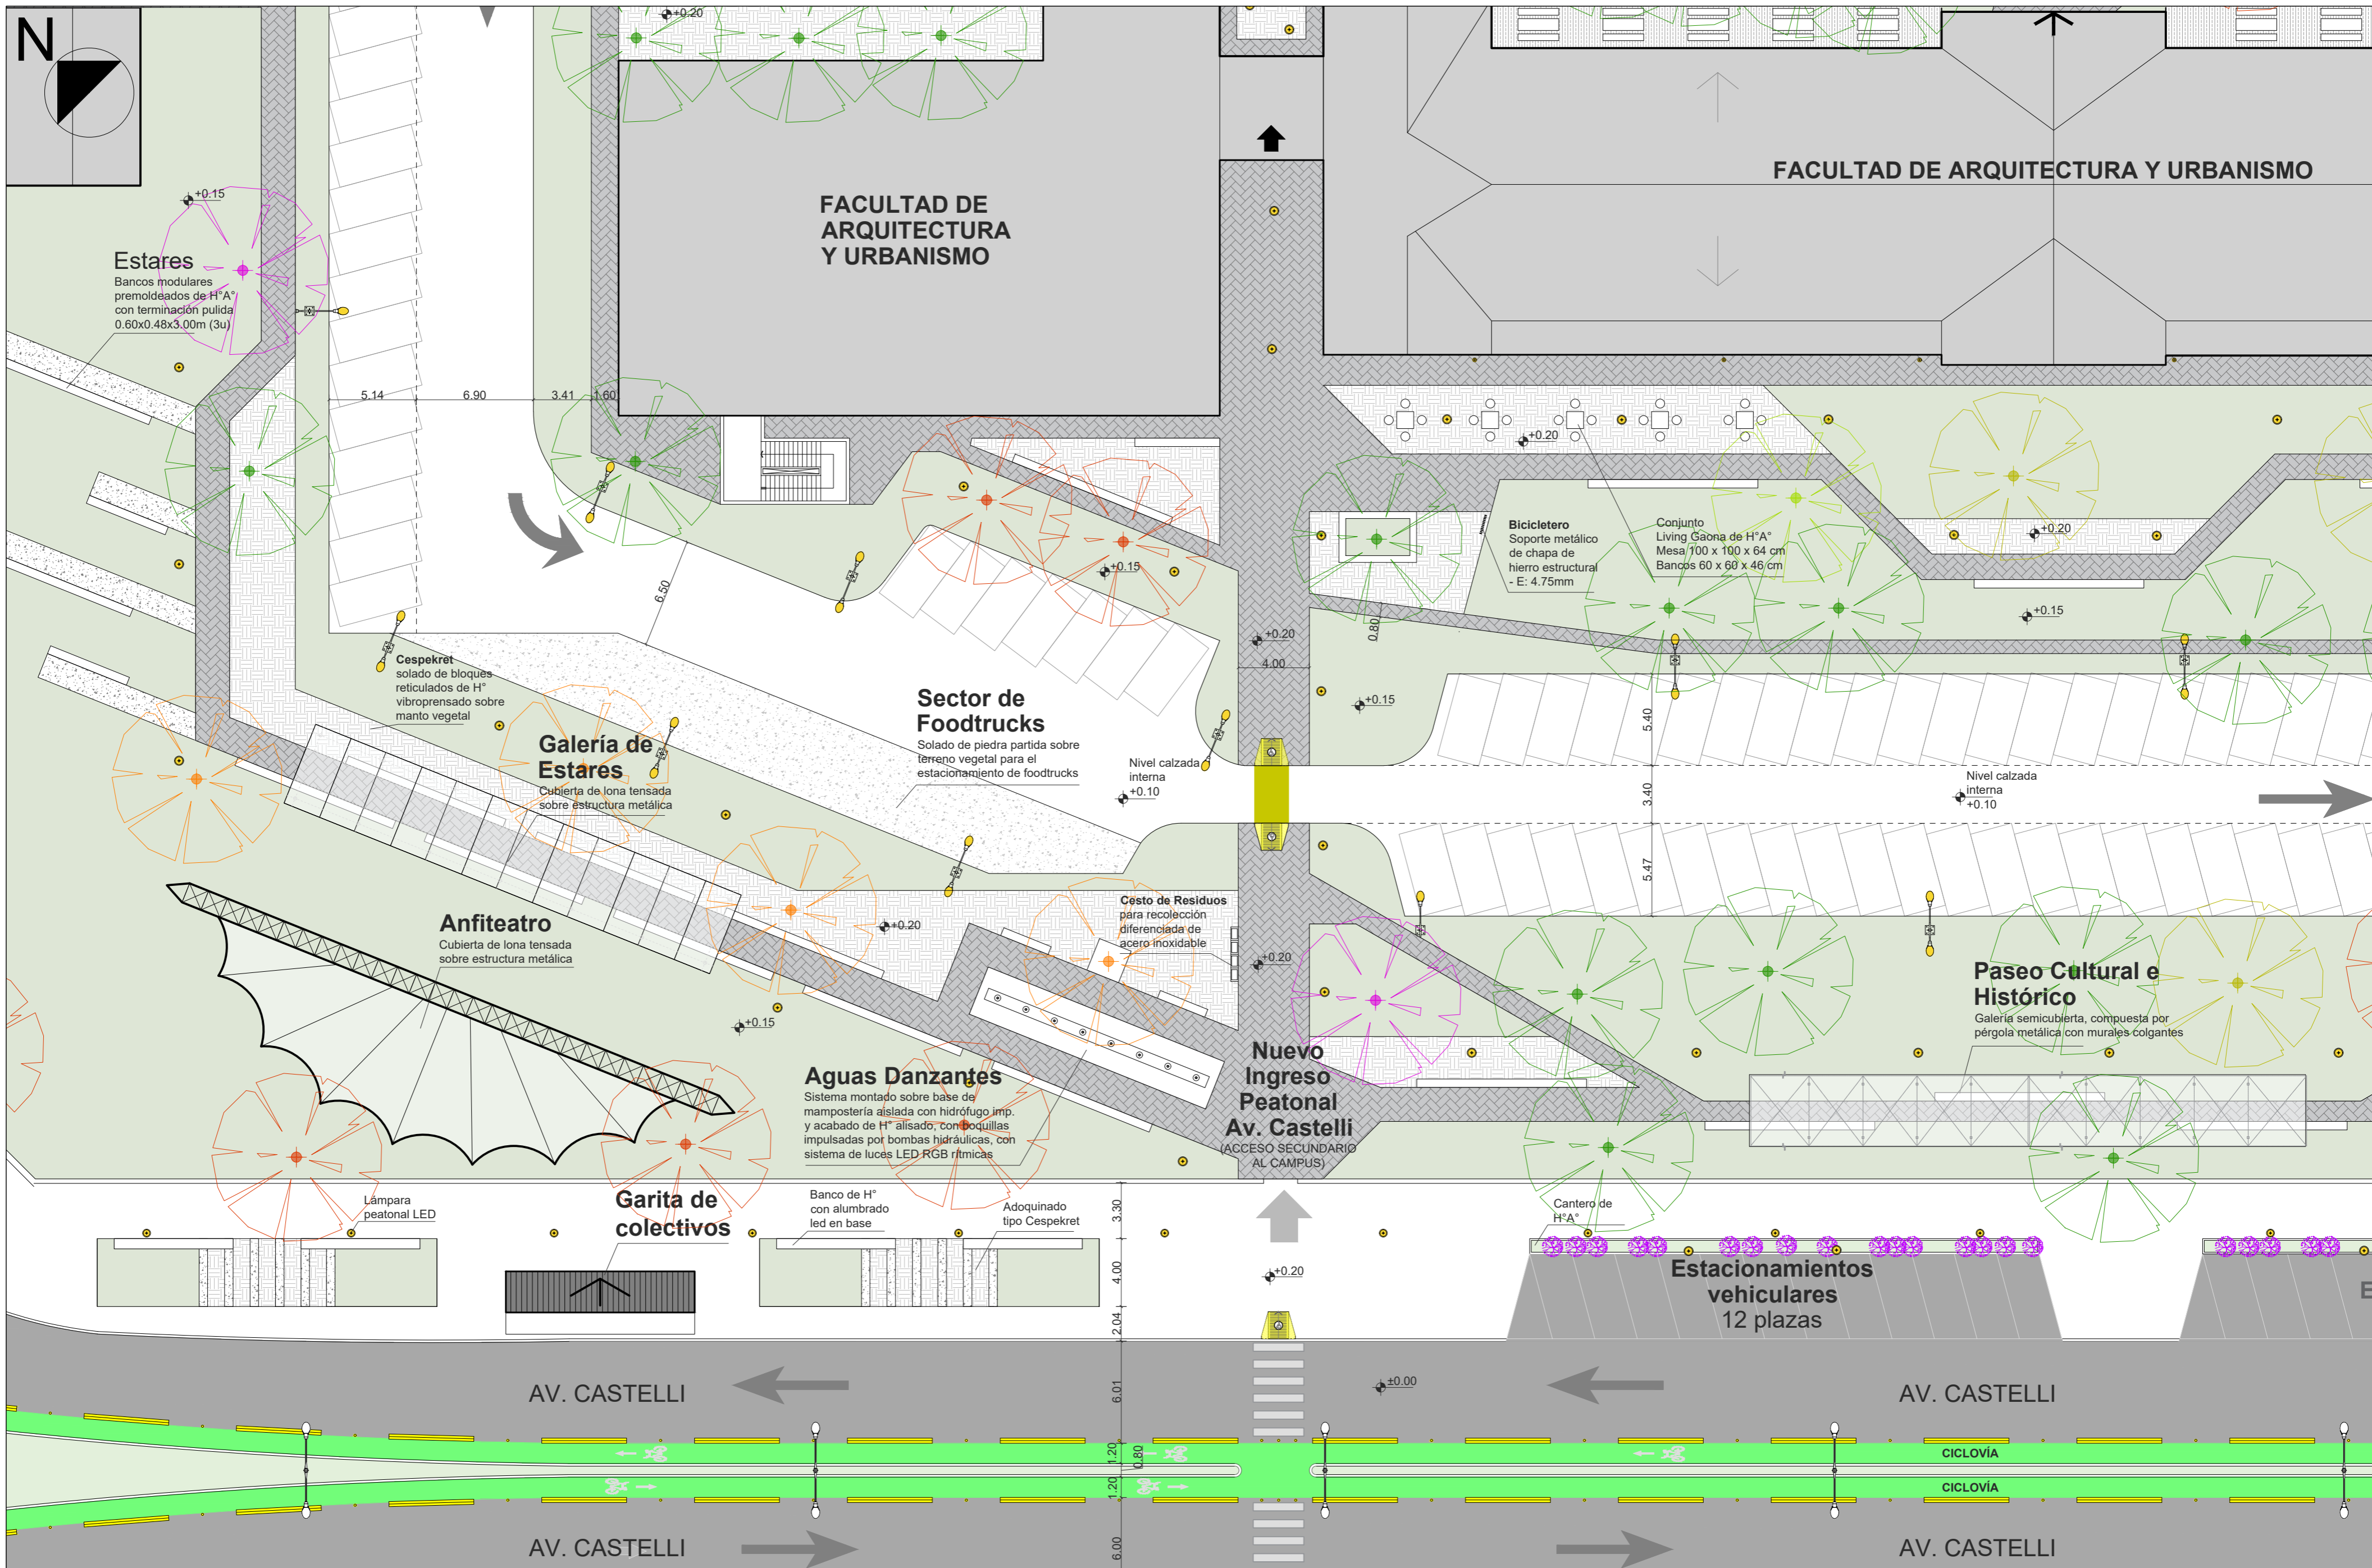 N
+0.20
FACULTAD DE
ARQUITECTURA
Y URBANISMO
FACULTAD DE ARQUITECTURA Y URBANISMO
+0.15
Estares
Bancos modulares
premoldeados de H°A°
con terminación pulida
0.60x0.48x3.00m (3u)
5.14
6.90
3.41
1.60
+0.20
+0.20
Bicicletero
Soporte metálico
de chapa de
hierro estructural
- E: 4.75mm
Conjunto
Living Gaona de H°A°
Mesa 100 x 100 x 64 cm
Bancos 60 x 60 x 46 cm
6.50
+0.15
+0.15
0.80
+0.20
4.00
+0.15
Cespekret
solado de bloques
reticulados de H°
vibroprensado sobre
manto vegetal
Galería de
Estares
Cubierta de lona tensada
sobre estructura metálica
Sector de
Foodtrucks
Solado de piedra partida sobre
terreno vegetal para el
estacionamiento de foodtrucks
Nivel calzada
interna
+0.10
5.40
3.40
5.47
Nivel calzada
interna
+0.10
Anfiteatro
Cubierta de lona tensada
sobre estructura metálica
+0.20
+0.15
Cesto de Residuos
para recolección
diferenciada de
acero inoxidable
+0.20
Paseo Cultural e
Histórico
Galería semicubierta, compuesta por
pérgola metálica con murales colgantes
Aguas Danzantes
Sistema montado sobre base de
mampostería aislada con hidrófugo imp.
y acabado de H° alisado, con boquillas
impulsadas por bombas hidráulicas, con
sistema de luces LED RGB rítmicas
Nuevo
Ingreso
Peatonal
Av. Castelli
(ACCESO SECUNDARIO
AL CAMPUS)
Lámpara
peatonal LED
Garita de
colectivos
Banco de H°
con alumbrado
led en base
Adoquinado
tipo Cespekret
3.30
4.00
2.04
+0.20
Cantero de
H°A°
Estacionamientos
vehiculares
12 plazas
E
AV. CASTELLI
6.01
±0.00
AV. CASTELLI
1.20
0.80
1.20
CICLOVÍA
CICLOVÍA
AV. CASTELLI
6.00
AV. CASTELLI